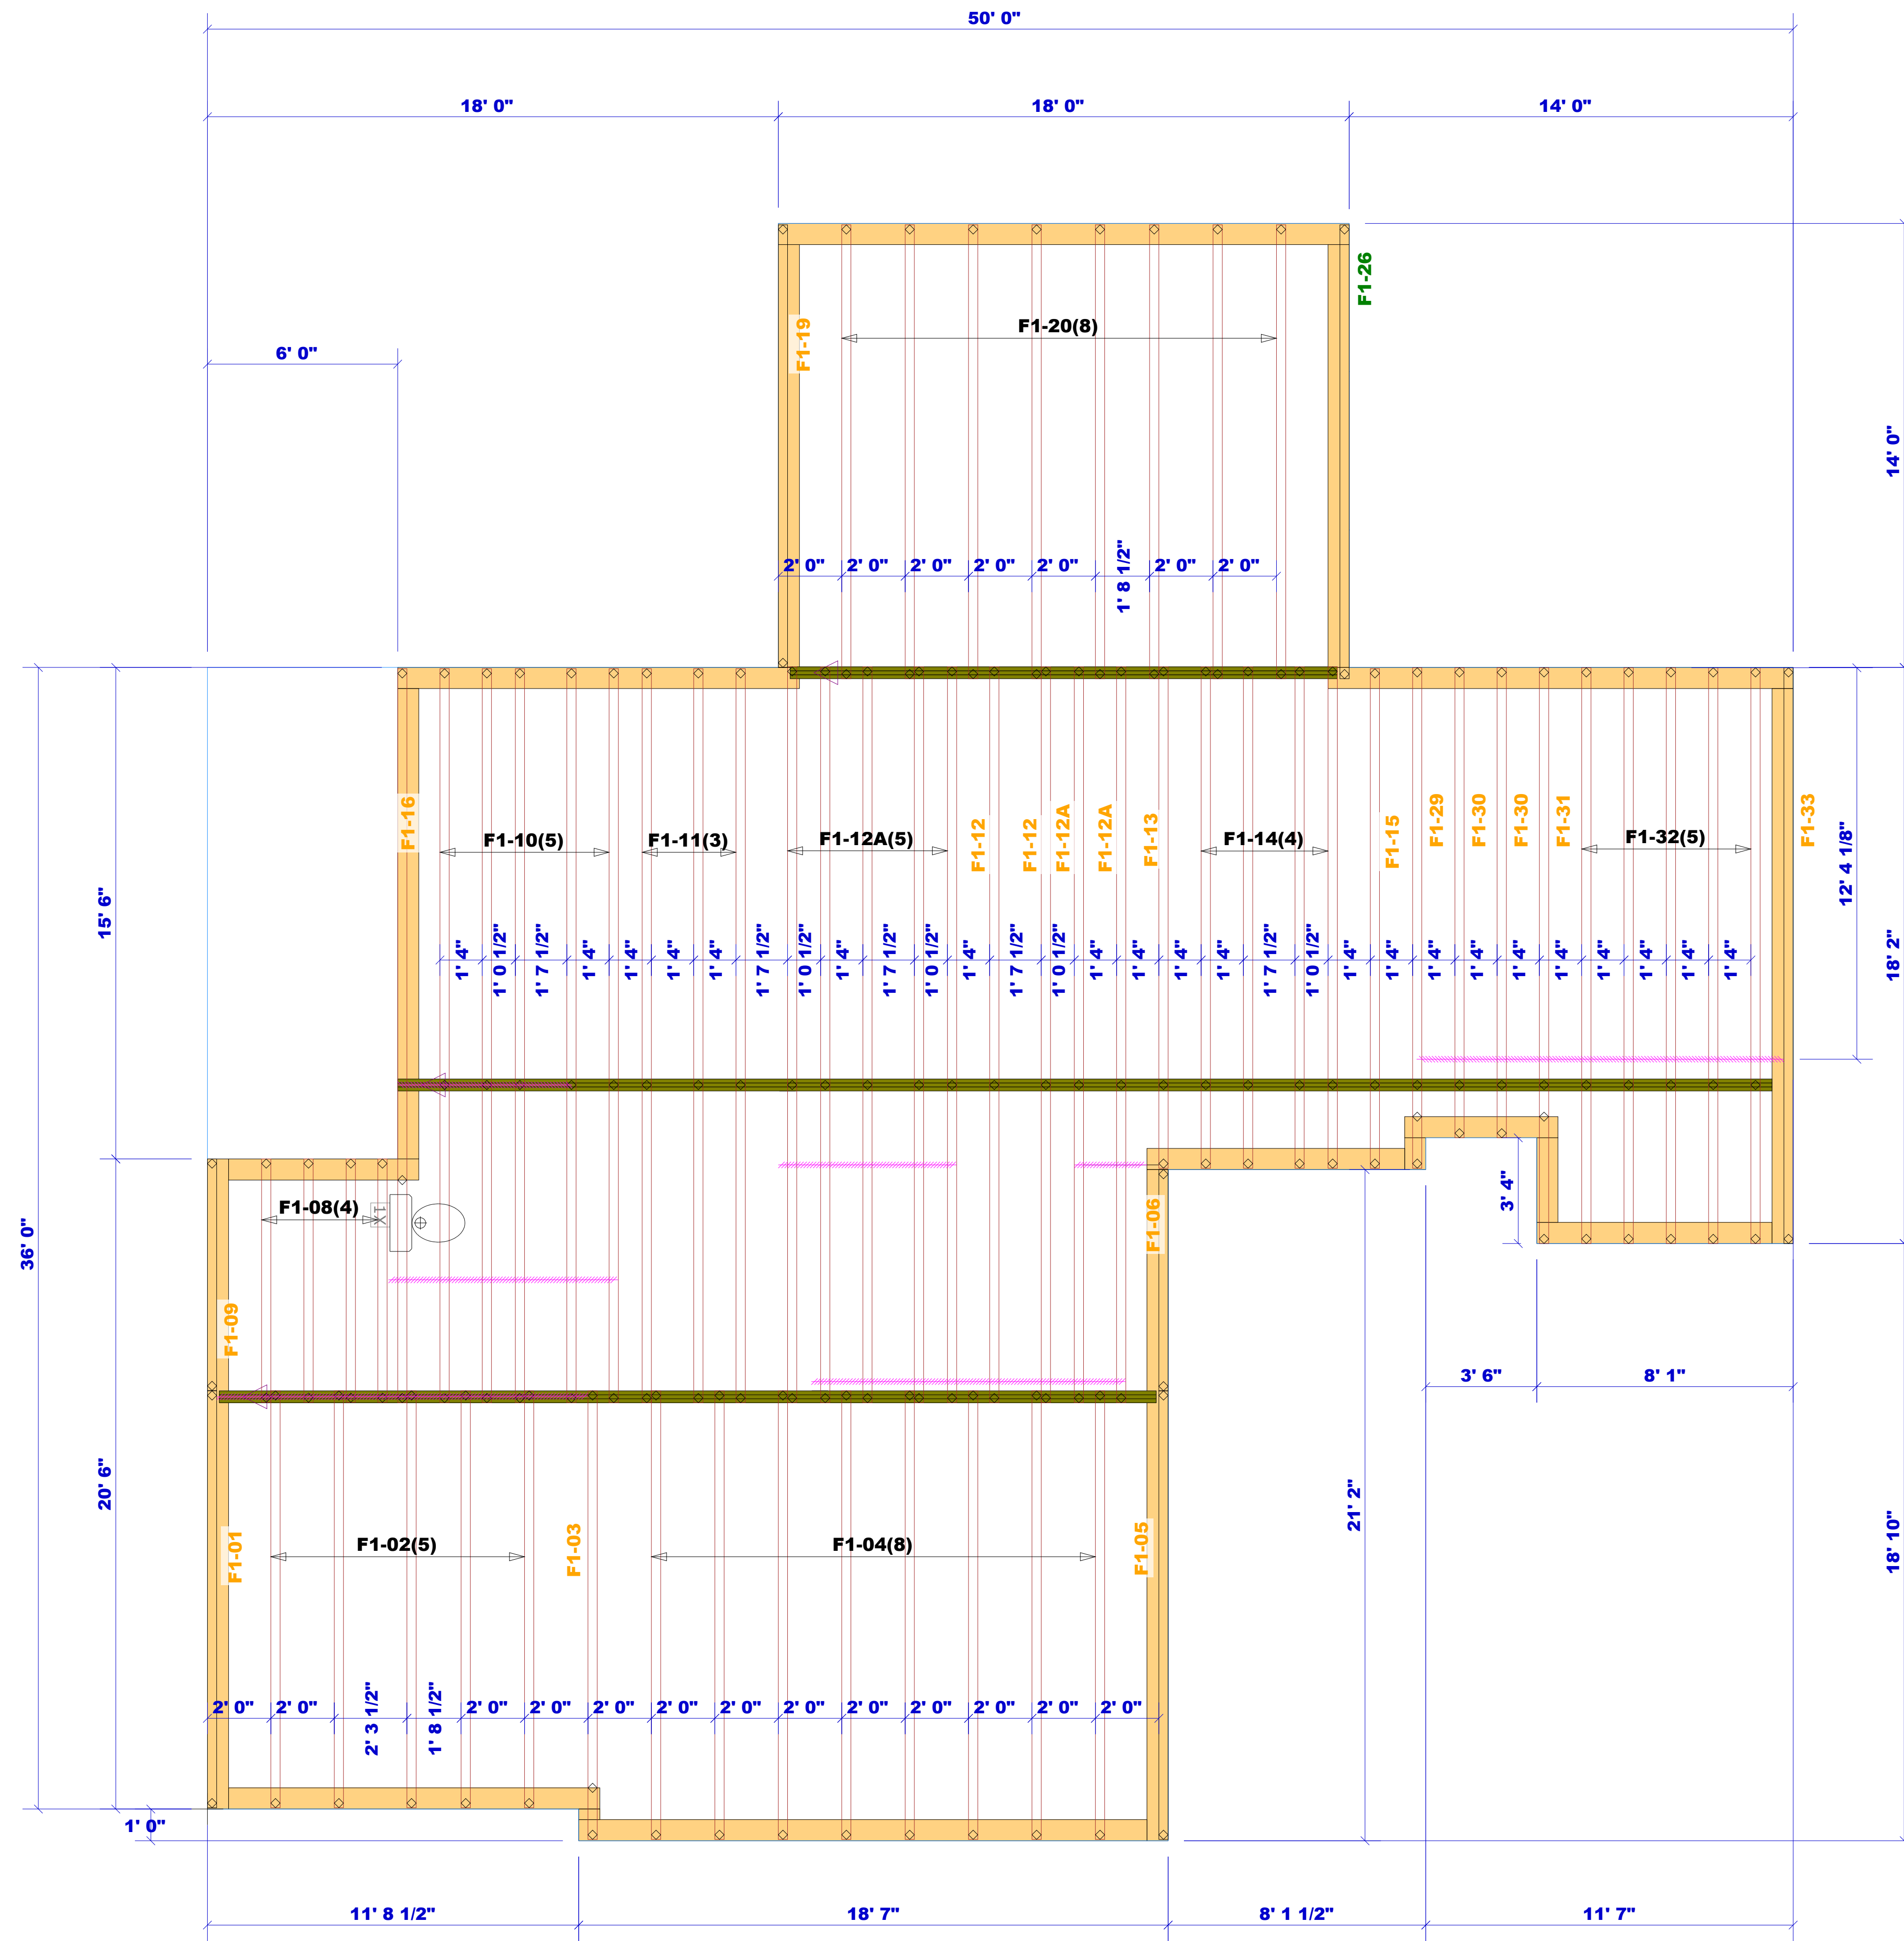 50' 0"
18' 0"
18' 0"
14' 0"
F1-26
F1-20(8)
F1-19
6' 0"
14' 0"
2' 0"
2' 0"
2' 0"
2' 0"
2' 0"
1' 8 1/2"
2' 0"
2' 0"
F1-16
F1-10(5)
F1-11(3)
F1-12A(5)
F1-12
F1-12
F1-12A
F1-12A
F1-13
F1-14(4)
F1-15
F1-29
F1-30
F1-30
F1-31
F1-32(5)
F1-33
12' 4 1/8"
15' 6"
18' 2"
1' 4"
1' 0 1/2"
1' 7 1/2"
1' 4"
1' 4"
1' 4"
1' 4"
1' 7 1/2"
1' 0 1/2"
1' 4"
1' 7 1/2"
1' 0 1/2"
1' 4"
1' 7 1/2"
1' 0 1/2"
1' 4"
1' 4"
1' 4"
1' 4"
1' 7 1/2"
1' 0 1/2"
1' 4"
1' 4"
1' 4"
1' 4"
1' 4"
1' 4"
1' 4"
1' 4"
1' 4"
1' 4"
F1-08(4)
1X
F1-06
3' 4"
36' 0"
F1-09
3' 6"
8' 1"
20' 6"
21' 2"
18' 10"
F1-01
F1-02(5)
F1-03
F1-04(8)
F1-05
2' 0"
2' 0"
2' 3 1/2"
1' 8 1/2"
2' 0"
2' 0"
2' 0"
2' 0"
2' 0"
2' 0"
2' 0"
2' 0"
2' 0"
2' 0"
2' 0"
1' 0"
11' 8 1/2"
18' 7"
8' 1 1/2"
11' 7"